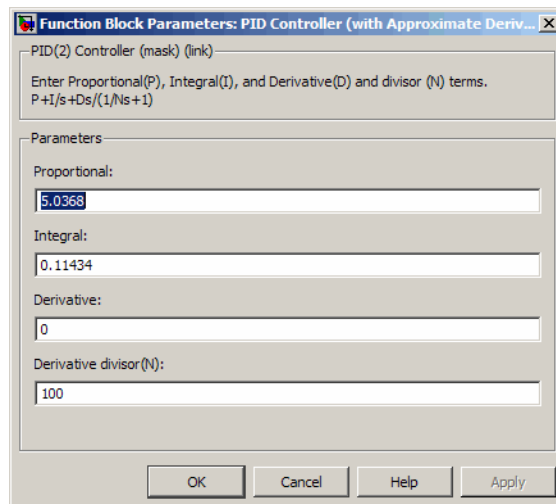 Function Block Parameters: PID Controller (with Approximate Deriv...
PID(2) Controller (mask) (link)
Enter Proportional(P), Integral(I), and Derivative(D) and divisor (N) terms.
P+I/s+Ds/(1/Ns+1)
Parameters
Proportional:
5.0368
Integral:
0.11434
Derivative:
0
Derivative divisor(N):
100
OK Cancel Help Apply